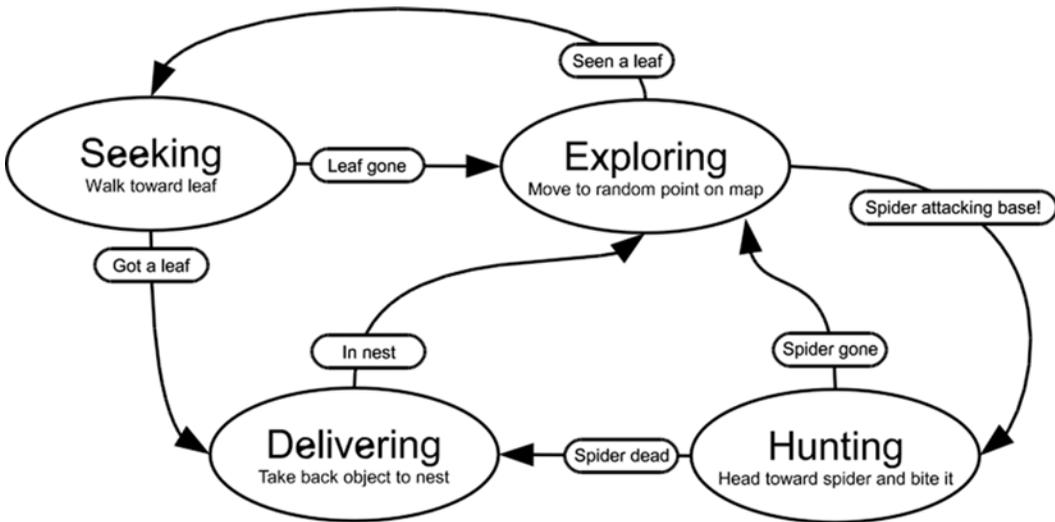 Seen a leaf
Seeking
Walk toward leaf
Leaf gone
Exploring
Move to random point on map
Spider attacking base!
Got a leaf
In nest
Spider gone
Delivering
Take back object to nest
Spider dead
Hunting
Head toward spider and bite it